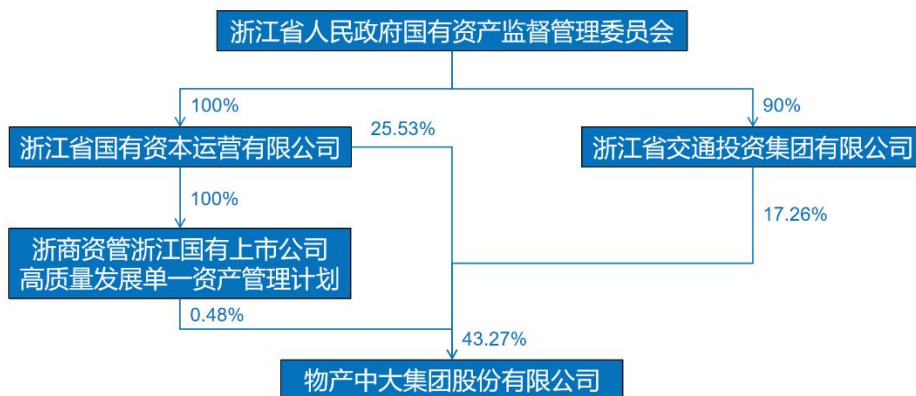 浙江省人民政府国有资产监督管理委员会
100%
90%
浙江省国有资本运营有限公司
25.53%
浙江省交通投资集团有限公司
100%
17.26%
浙商资管浙江国有上市公司
高质量发展单一资产管理计划
0.48%
43.27%
物产中大集团股份有限公司